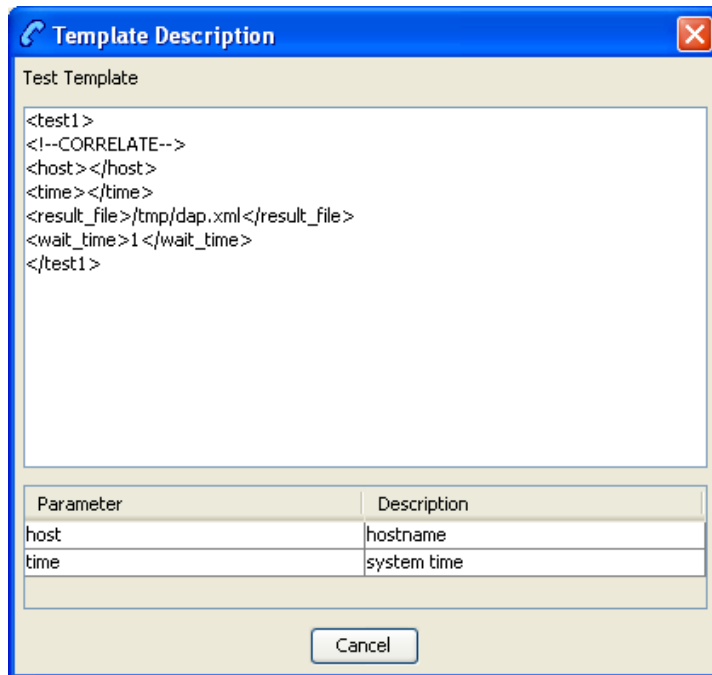 Template Description
Test Template
<test1>
<!--CORRELATE-->
<host></host>
<time></time>
<result_file>/tmp/dap.xml</result_file>
<wait_time>1</wait_time>
</test1>
Parameter Description
host hostname
time system time
Cancel